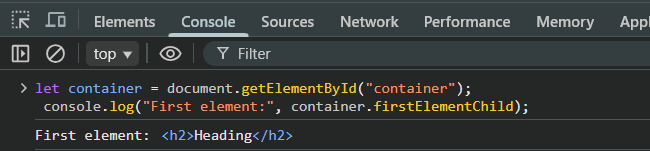 Elements Console Sources Network Performance Memory
top ▼ Filter
let container = document.getElementById("container");
console.log("First element:", container.firstElementChild);
First element: <h2>Heading</h2>